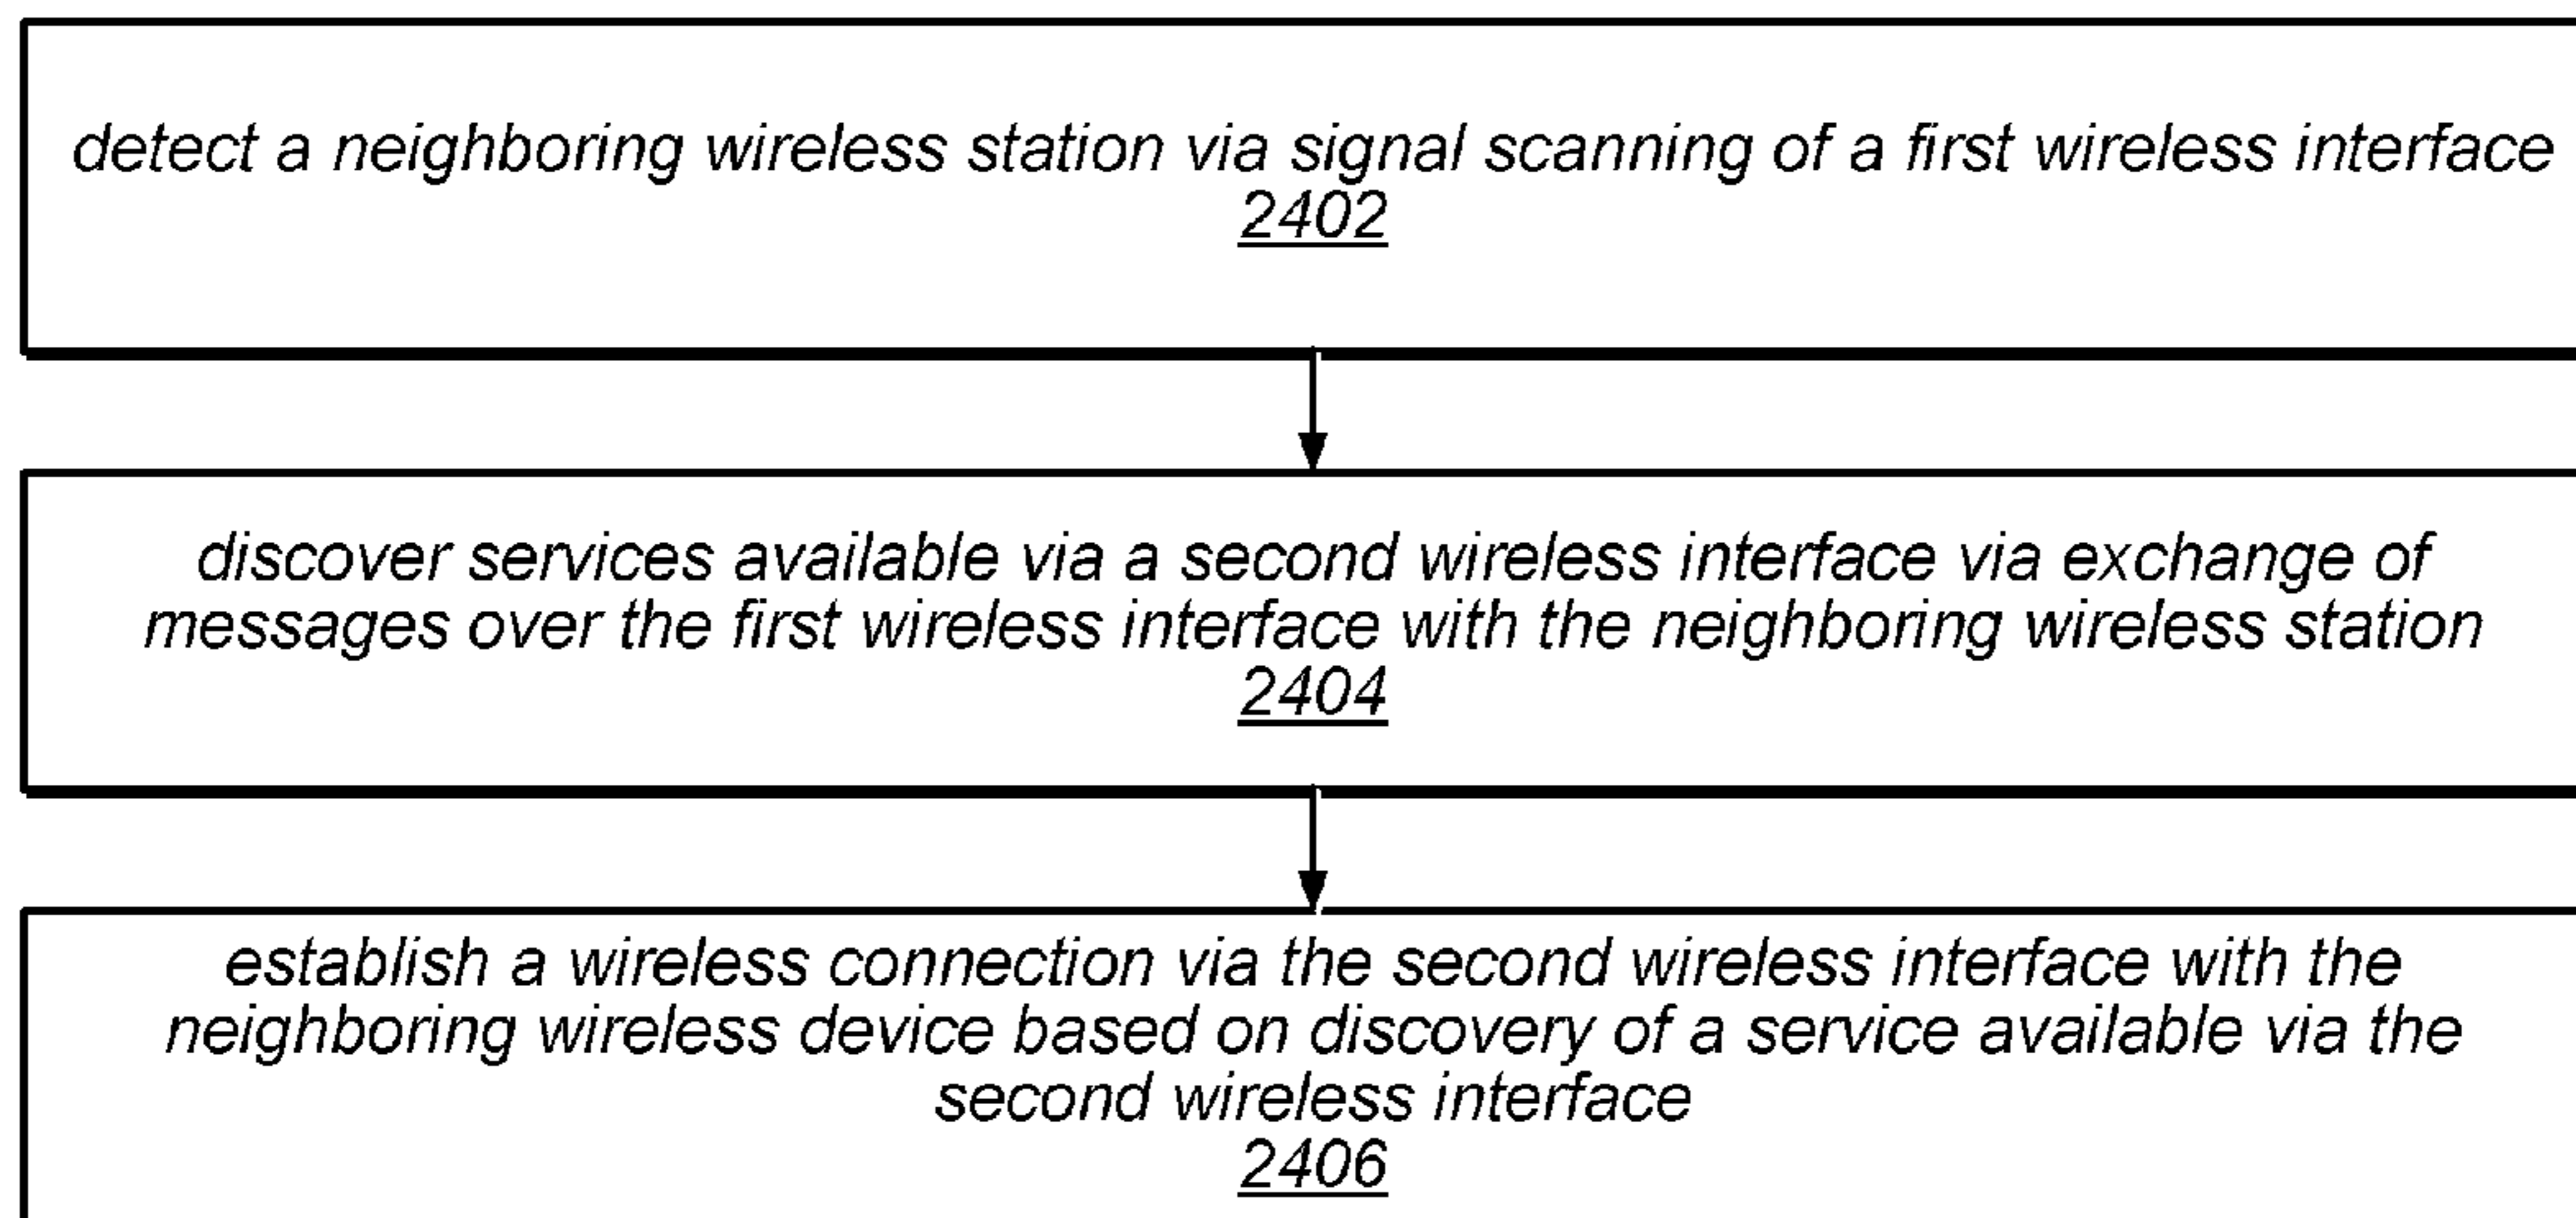 detect a neighboring wireless station via signal scanning of a first wireless interface
2402
discover services available via a second wireless interface via exchange of
messages over the first wireless interface with the neighboring wireless station
2404
establish a wireless connection via the second wireless interface with the
neighboring wireless device based on discovery of a service available via the
second wireless interface
2406